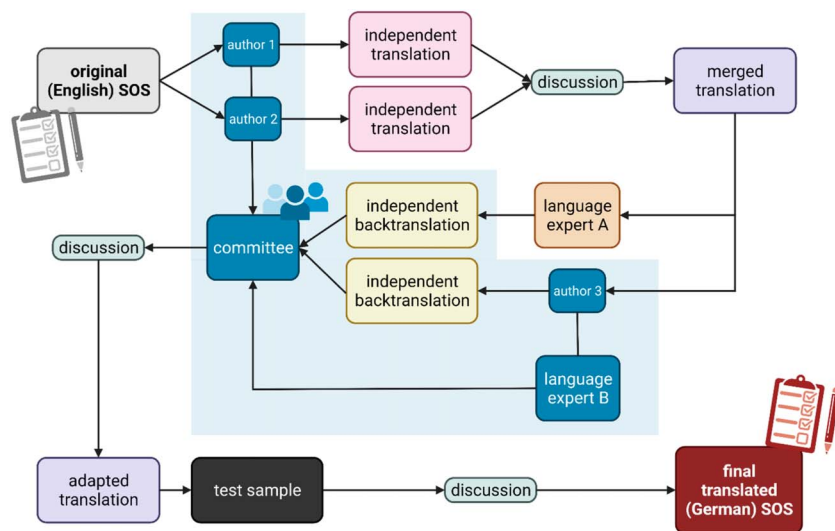 original
(English) SOS
author 1
author 2
independent
translation
independent
translation
discussion
merged
translation
independent
backtranslation
language
expert A
committee
discussion
independent
backtranslation
author 3
language
expert B
adapted
translation
test sample
discussion
final
translated
(German) SOS